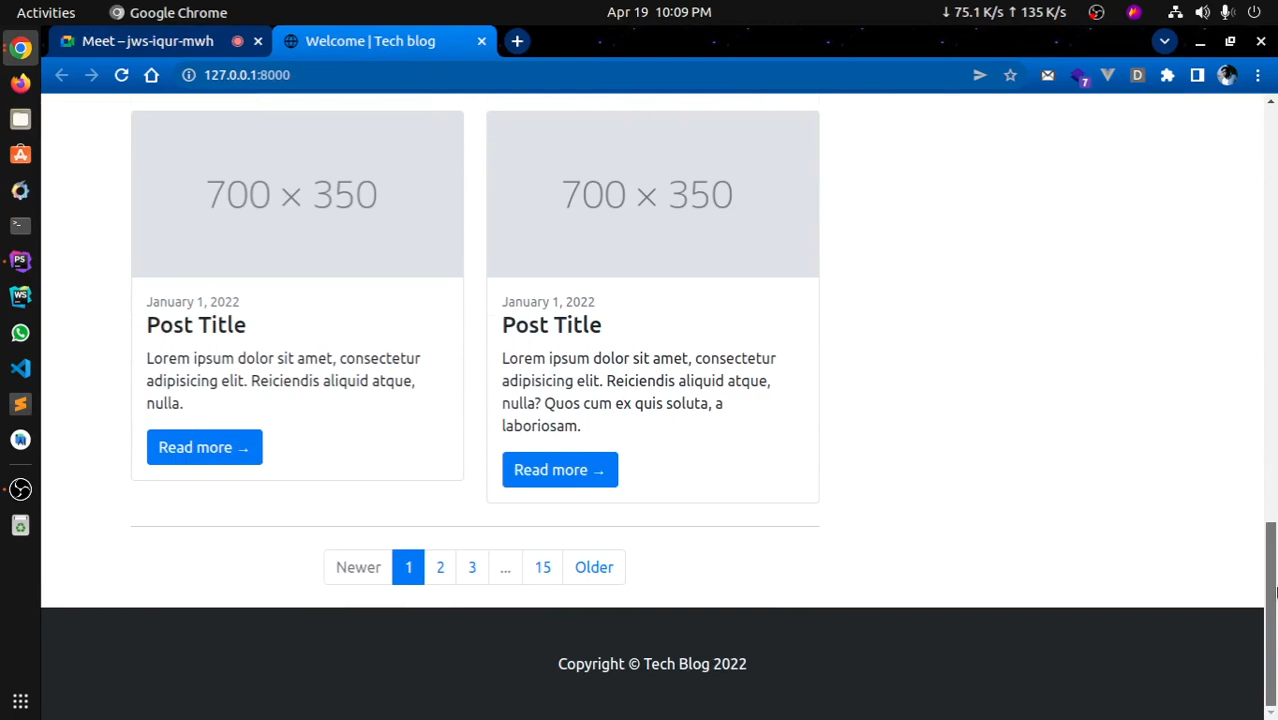 Activities
Google Chrome
Apr 19 10:09 PM
↓ 75.1 K/s ↑ 135 K/s
Meet – jws-iqur-mwh
Welcome | Tech blog
127.0.0.1:8000
D
7
700 × 350
700 × 350
January 1, 2022
Post Title
Lorem ipsum dolor sit amet, consectetur
adipisicing elit. Reiciendis aliquid atque,
nulla.
Read more →
January 1, 2022
Post Title
Lorem ipsum dolor sit amet, consectetur
adipisicing elit. Reiciendis aliquid atque,
nulla? Quos cum ex quis soluta, a
laboriosam.
Read more →
Newer 1 2 3 ... 15 Older
Copyright © Tech Blog 2022
PS
WS